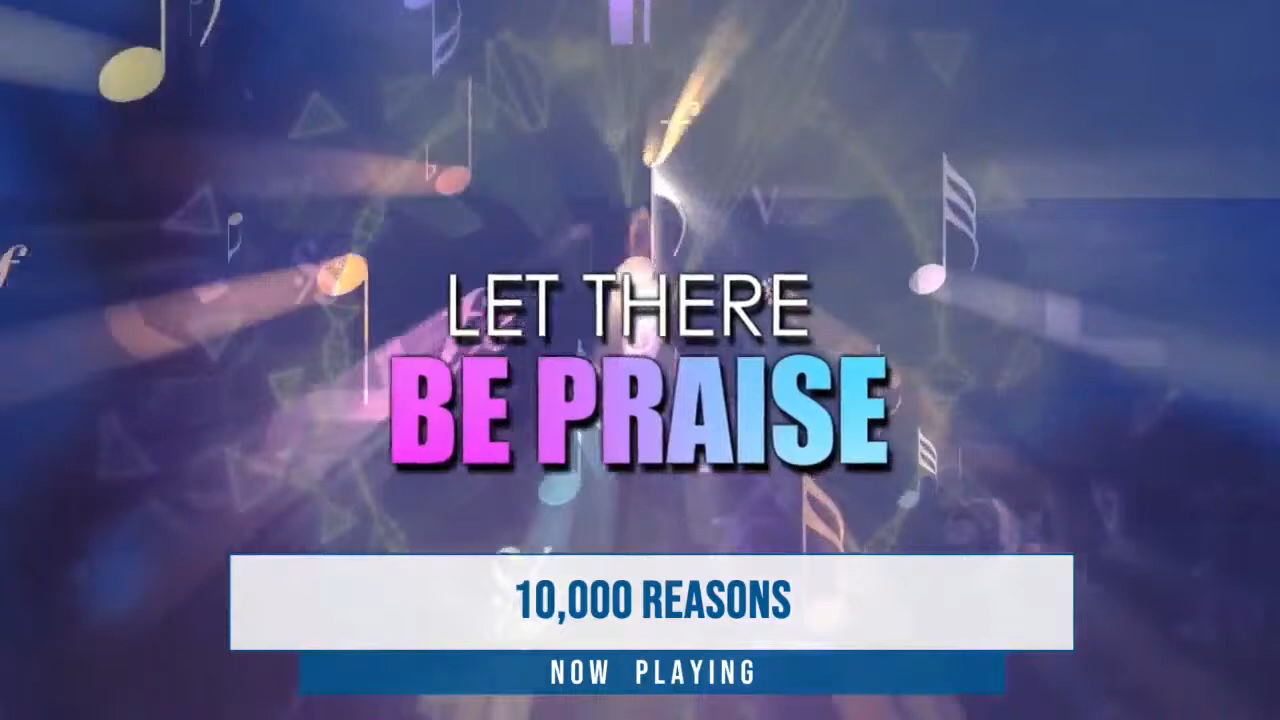 LET THERE
BE PRAISE
10,000 REASONS
NOW PLAYING